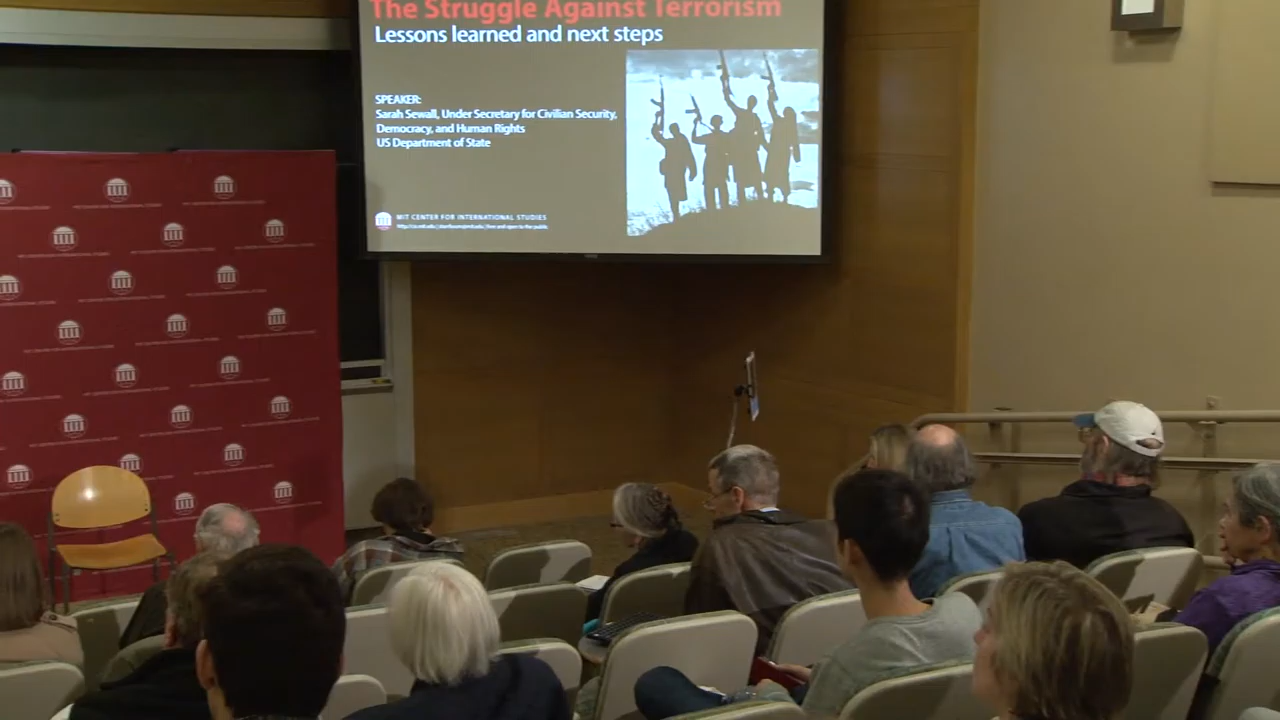 The Struggle Against Terrorism
Lessons learned and next steps
SPEAKER:
Sarah Sewall, Under Secretary for Civilian Security,
Democracy, and Human Rights
US Department of State
MIT CENTER FOR INTERNATIONAL STUDIES